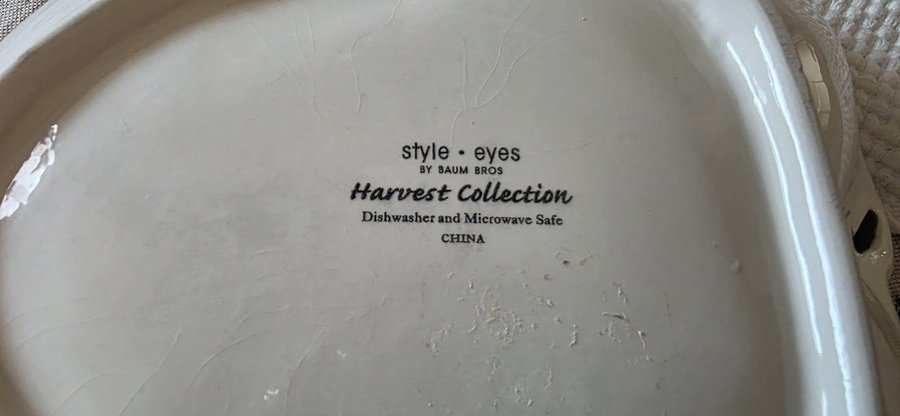 style • eyes
BY BAUM BROS
Harvest Collection
Dishwasher and Microwave Safe
CHINA